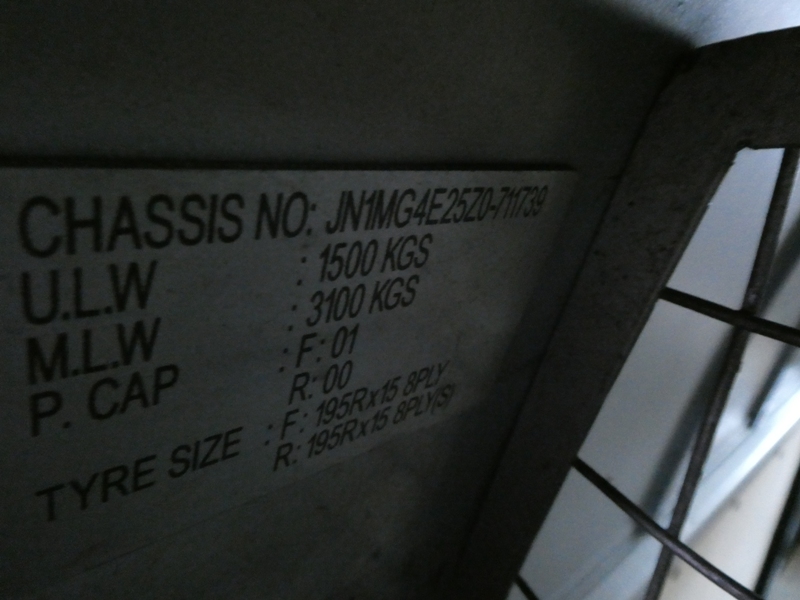 CHASSIS NO: JN1MG4E25Z0-711739
U.L.W : 1500 KGS
M.L.W : 3100 KGS
P. CAP : F: 01
R: 00
TYRE SIZE : F: 195Rx15 8PLY
R: 195Rx15 8PLY(S)